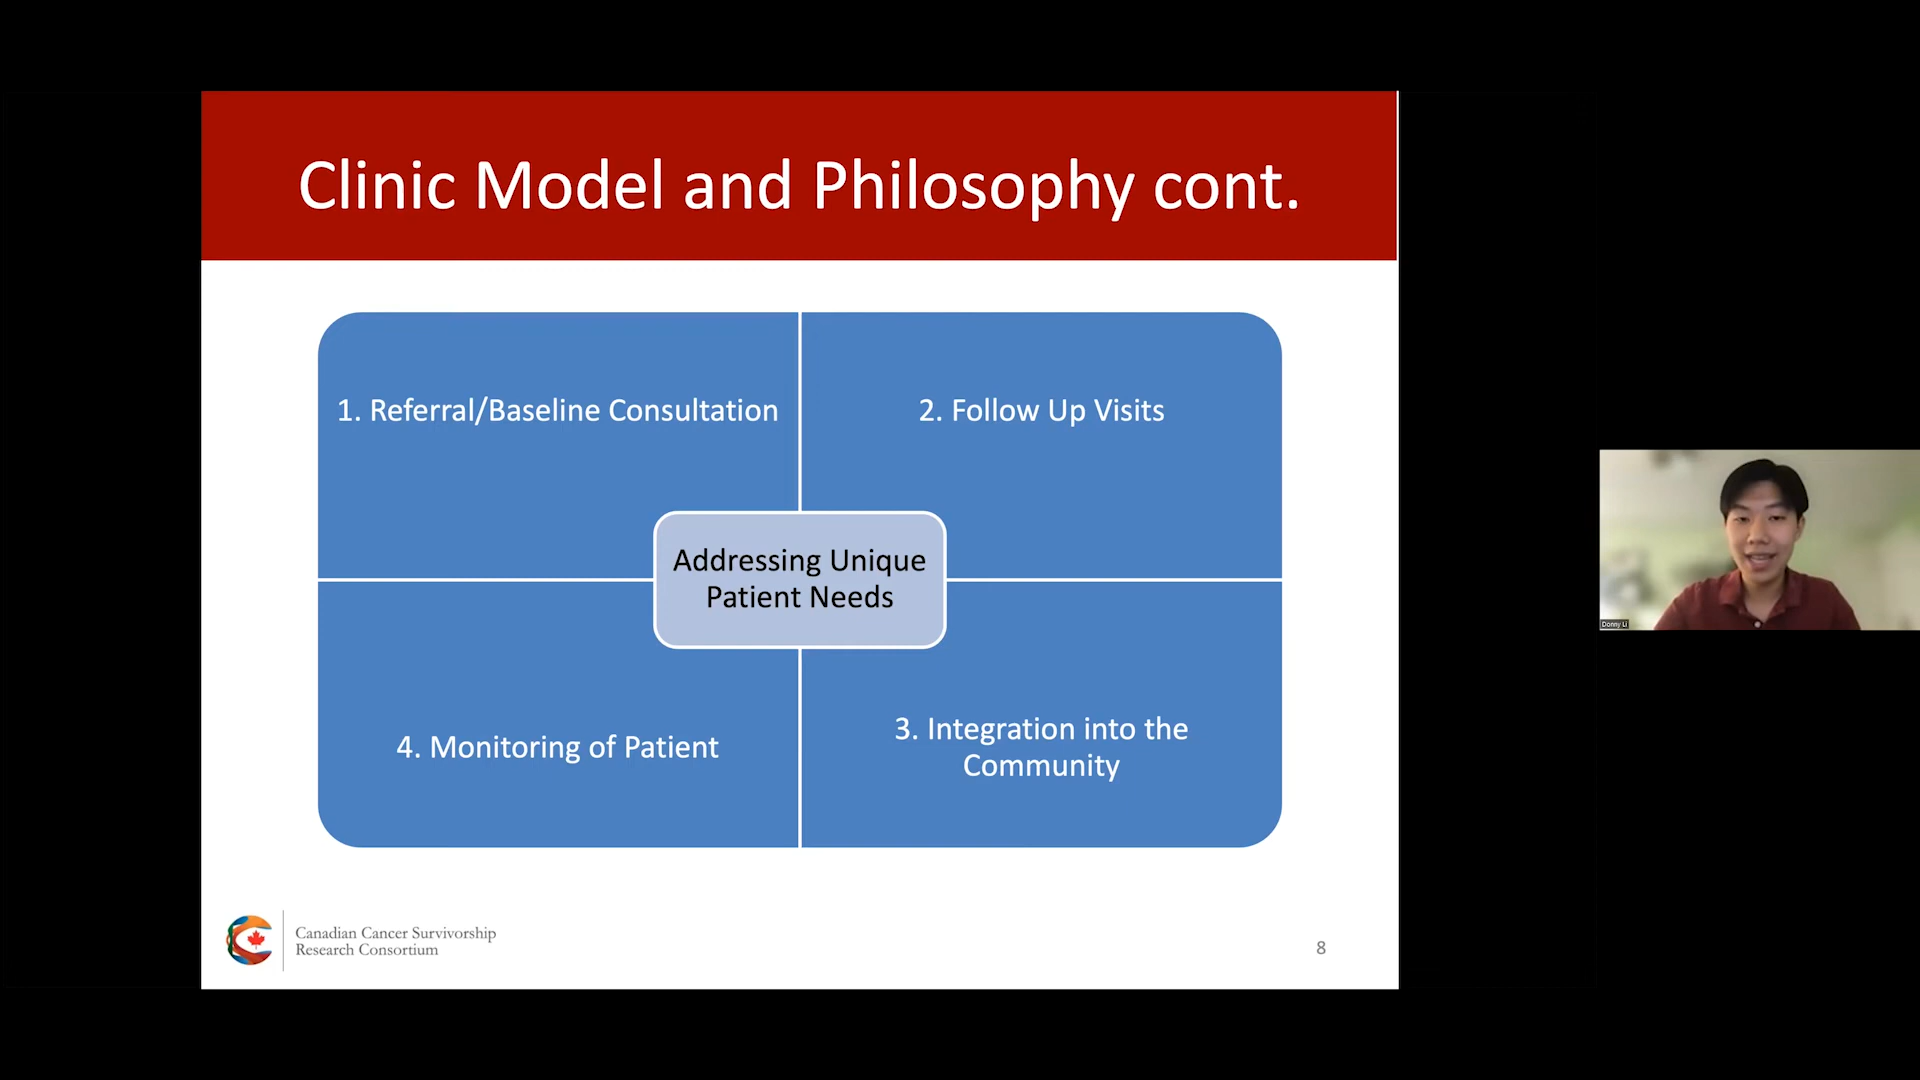 Clinic Model and Philosophy cont.
1. Referral/Baseline Consultation
2. Follow Up Visits
Addressing Unique
Patient Needs
4. Monitoring of Patient
3. Integration into the
Community
Canadian Cancer Survivorship
Research Consortium
8
Donny Li